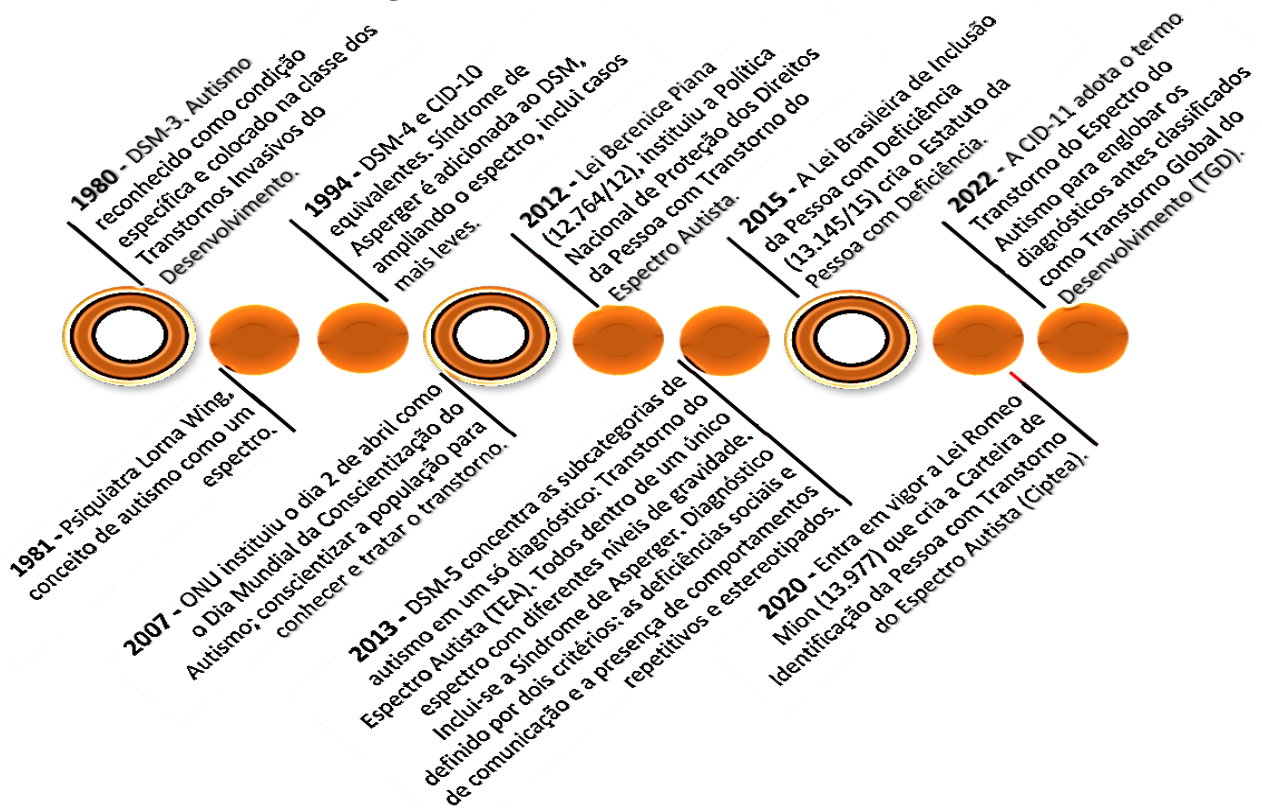 1980 - DSM-3. Autismo
reconhecido como condição
específica e colocado na classe dos
Transtornos Invasivos do
Desenvolvimento.
1981 - Psiquiatra Lorna Wing,
conceito de autismo como um
espectro.
1994 - DSM-4 e CID-10
equivalentes. Síndrome de
Asperger é adicionada ao DSM,
ampliando o espectro, inclui casos
mais leves.
2007 - ONU instituiu o dia 2 de abril como
o Dia Mundial da Conscientização do
Autismo; conscientizar a população para
conhecer e tratar o transtorno.
2012 - Lei Berenice Piana
(12.764/12), instituiu a Política
Nacional de Proteção dos Direitos
da Pessoa com Transtorno do
Espectro Autista.
2013 - DSM-5 concentra as subcategorias de
autismo em um só diagnóstico: Transtorno do
Espectro Autista (TEA). Todos dentro de um único
espectro com diferentes níveis de gravidade.
Inclui-se a Síndrome de Asperger. Diagnóstico
definido por dois critérios: as deficiências sociais e
de comunicação e a presença de comportamentos
repetitivos e estereotipados.
2015 - A Lei Brasileira de Inclusão
da Pessoa com Deficiência
(13.145/15) cria o Estatuto da
Pessoa com Deficiência.
2020 - Entra em vigor a Lei Romeo
Mion (13.977) que cria a Carteira de
Identificação da Pessoa com Transtorno
do Espectro Autista (Ciptea).
2022 - A CID-11 adota o termo
Transtorno do Espectro do
Autismo para englobar os
diagnósticos antes classificados
como Transtorno Global do
Desenvolvimento (TGD).